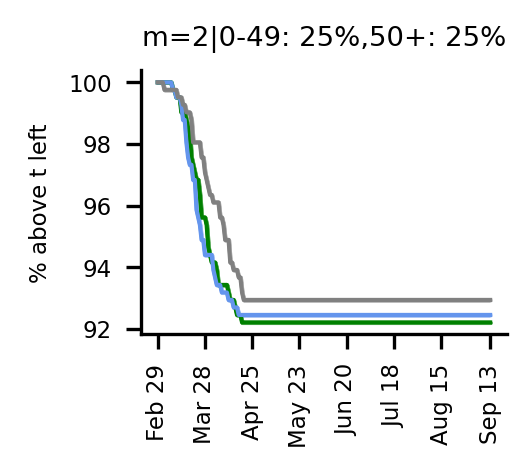 m=2|0-49: 25%,50+: 25%
% above t left
100
98
96
94
92
Feb 29
Mar 28
Apr 25
May 23
Jun 20
Jul 18
Aug 15
Sep 13